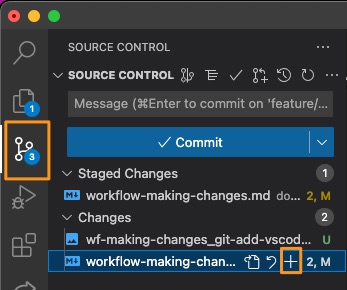 SOURCE CONTROL
SOURCE CONTROL
1
Message (⌘Enter to commit on 'feature/...
3
Commit
Staged Changes 1
workflow-making-changes.md do... 2, M
Changes 2
wf-making-changes_git-add-vscod... U
workflow-making-chan... 2, M